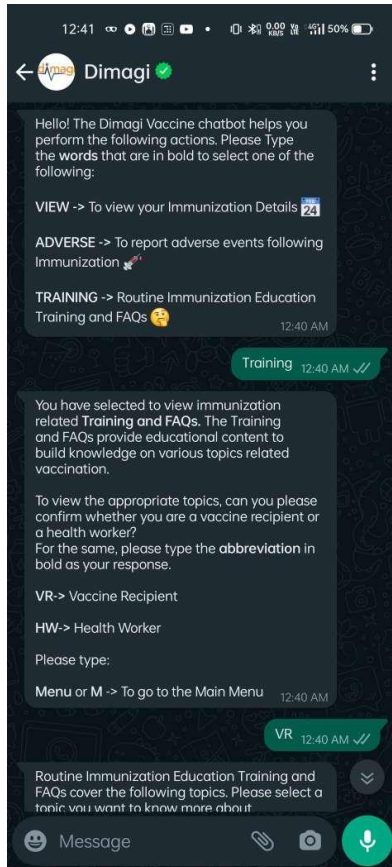 12:41 0.00 KB/S 4G 50%
Dimagi
Hello! The Dimagi Vaccine chatbot helps you
perform the following actions. Please Type
the words that are in bold to select one of the
following:
VIEW -> To view your Immunization Details
ADVERSE -> To report adverse events following
Immunization
TRAINING -> Routine Immunization Education
Training and FAQs
12:40 AM
Training 12:40 AM
You have selected to view immunization
related Training and FAQs. The Training
and FAQs provide educational content to
build knowledge on various topics related
vaccination.
To view the appropriate topics, can you please
confirm whether you are a vaccine recipient or
a health worker?
For the same, please type the abbreviation in
bold as your response.
VR-> Vaccine Recipient
HW-> Health Worker
Please type:
Menu or M -> To go to the Main Menu 12:40 AM
VR 12:40 AM
Routine Immunization Education Training and
FAQs cover the following topics. Please select a
topic you want to know more about
Message